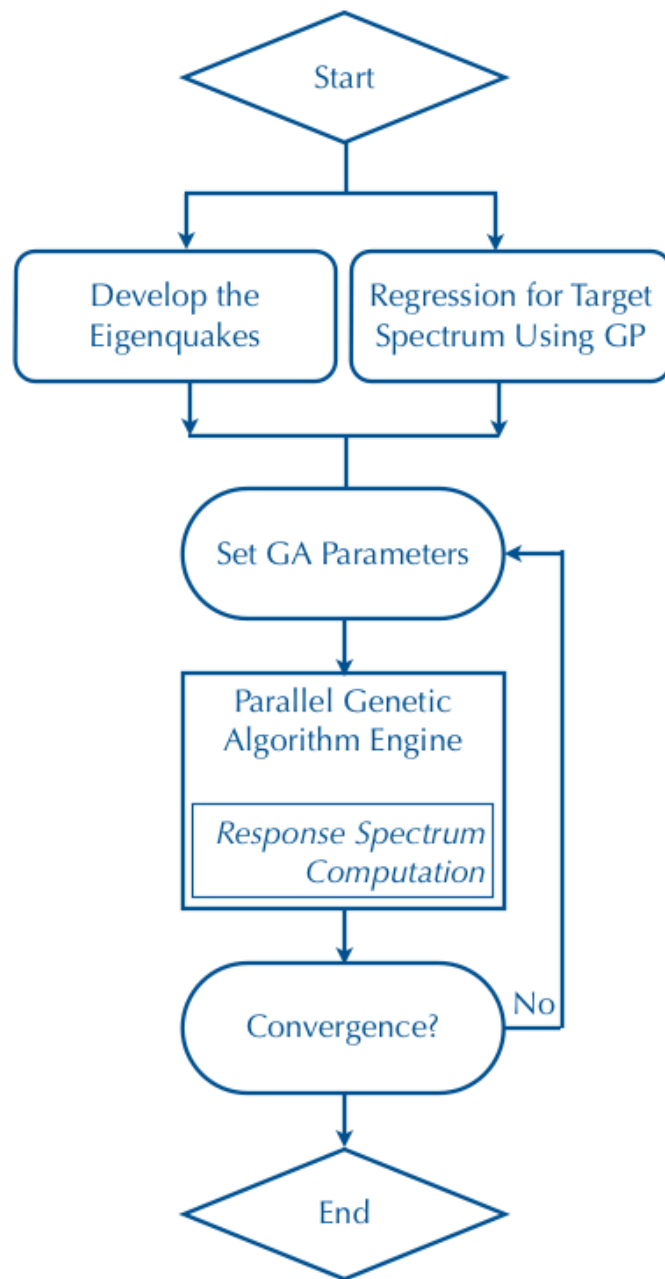 Start
Develop the
Eigenquakes
Regression for Target
Spectrum Using GP
Set GA Parameters
Parallel Genetic
Algorithm Engine
Response Spectrum
Computation
No
Convergence?
End